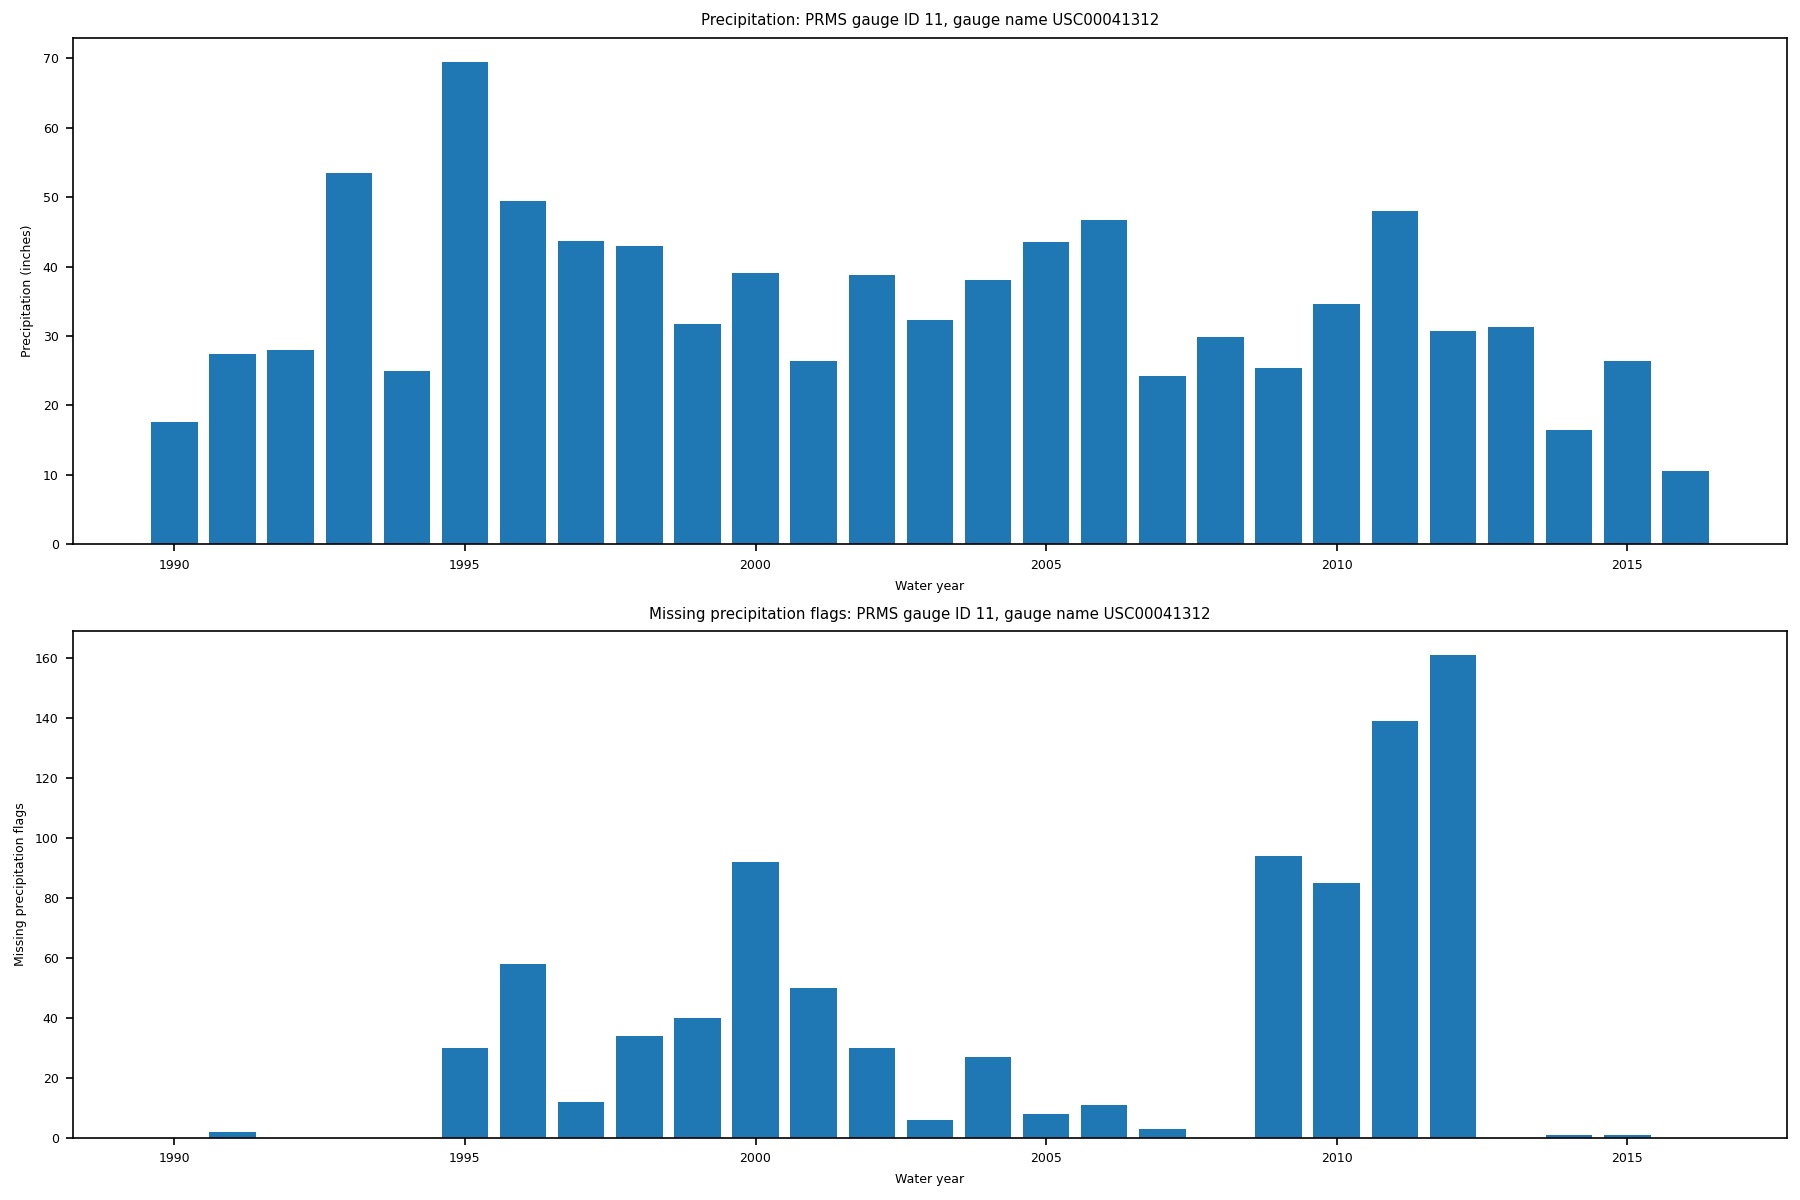 Precipitation: PRMS gauge ID 11, gauge name USC00041312
Precipitation (inches)
70
60
50
40
30
20
10
0
1990 1995 2000 2005 2010 2015
Water year
Missing precipitation flags: PRMS gauge ID 11, gauge name USC00041312
Missing precipitation flags
160
140
120
100
80
60
40
20
0
1990 1995 2000 2005 2010 2015
Water year